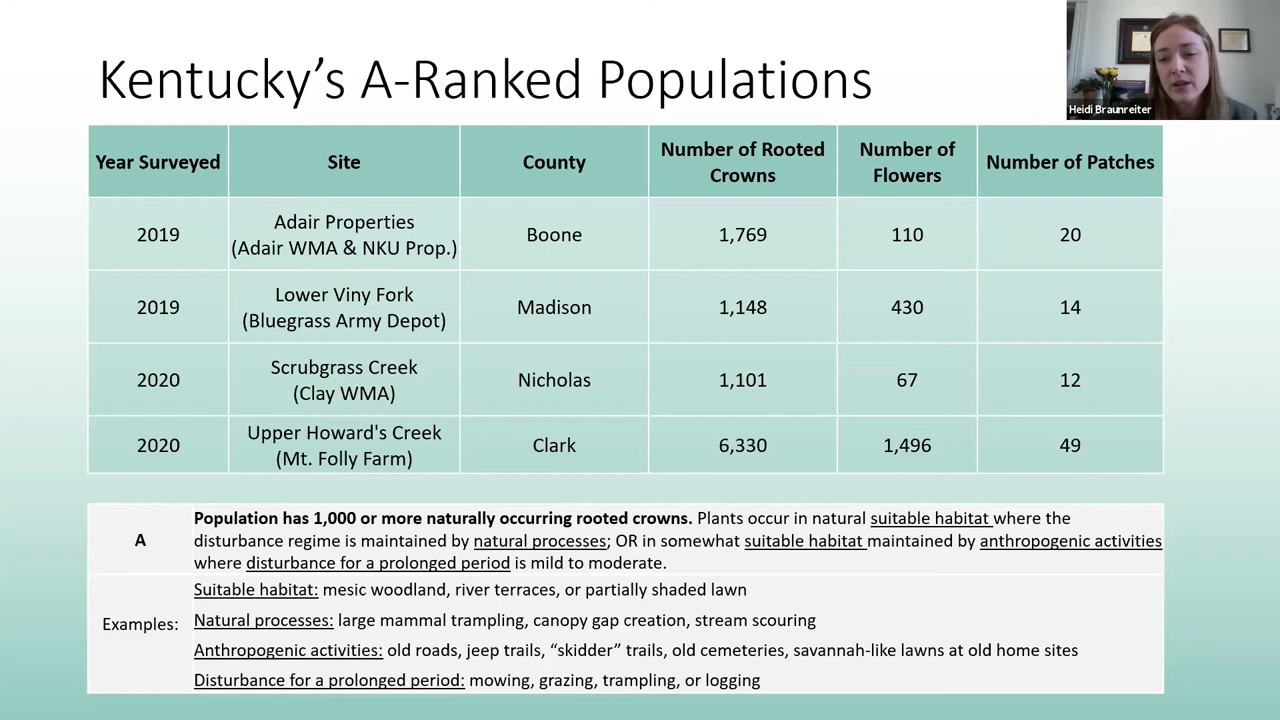 Kentucky's A-Ranked Populations
Heidi Braunreiter
Year Surveyed
Site
County
Number of Rooted
Crowns
Number of
Flowers
Number of Patches
2019
Adair Properties
(Adair WMA & NKU Prop.)
Boone
1,769
110
20
2019
Lower Viny Fork
(Bluegrass Army Depot)
Madison
1,148
430
14
2020
Scrubgrass Creek
(Clay WMA)
Nicholas
1,101
67
12
2020
Upper Howard's Creek
(Mt. Folly Farm)
Clark
6,330
1,496
49
A
Population has 1,000 or more naturally occurring rooted crowns. Plants occur in natural suitable habitat where the
disturbance regime is maintained by natural processes; OR in somewhat suitable habitat maintained by anthropogenic activities
where disturbance for a prolonged period is mild to moderate.
Examples:
Suitable habitat: mesic woodland, river terraces, or partially shaded lawn
Natural processes: large mammal trampling, canopy gap creation, stream scouring
Anthropogenic activities: old roads, jeep trails, “skidder” trails, old cemeteries, savannah-like lawns at old home sites
Disturbance for a prolonged period: mowing, grazing, trampling, or logging